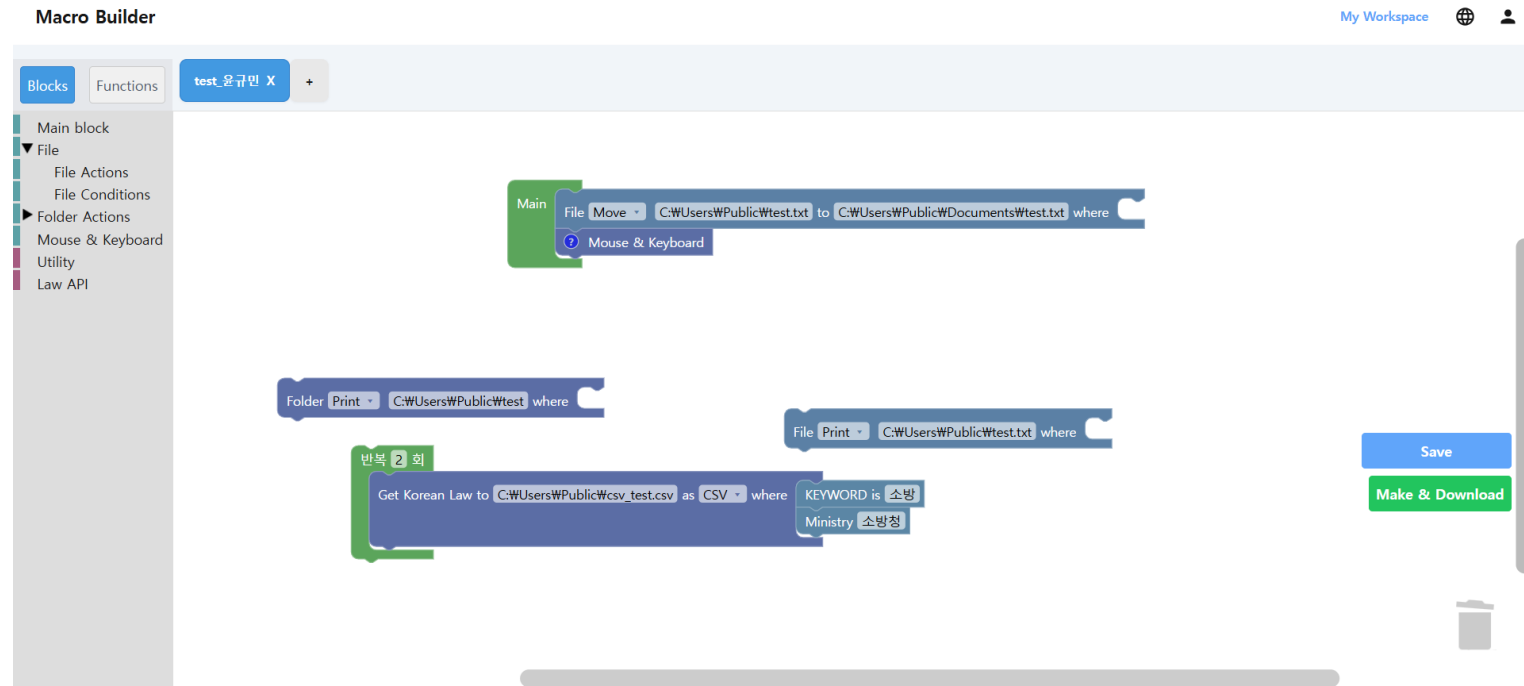 Macro Builder
My Workspace
Blocks
Functions
test_윤규민 X
+
Main block
File
File Actions
File Conditions
Folder Actions
Mouse & Keyboard
Utility
Law API
Main
File Move C:₩Users₩Public₩test.txt to C:₩Users₩Public₩Documents₩test.txt where
? Mouse & Keyboard
Folder Print C:₩Users₩Public₩test where
File Print C:₩Users₩Public₩test.txt where
반복 2 회
Get Korean Law to C:₩Users₩Public₩csv_test.csv as CSV where KEYWORD is 소방
Ministry 소방청
Save
Make & Download